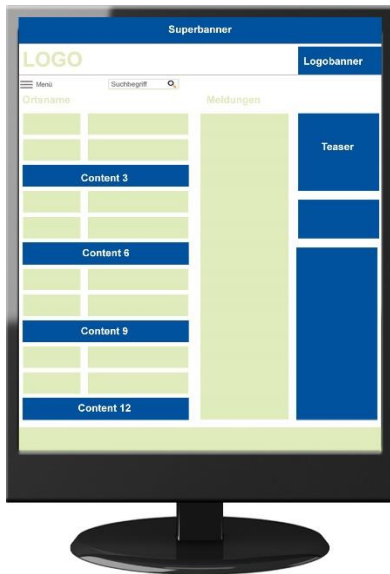 Superbanner
LOGO
Logobanner
Menü
Suchbegriff
Ortsname
Meldungen
Teaser
Content 3
Content 6
Content 9
Content 12